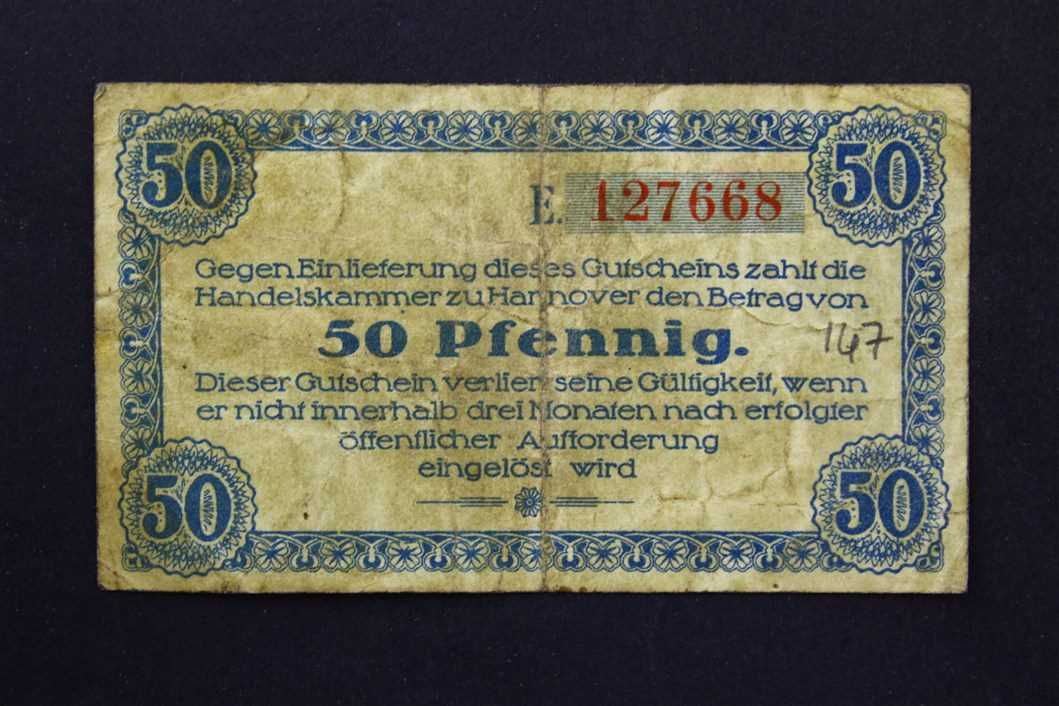 50 50
E. 127668
Gegen Einlieferung dieses Gutscheins zahlt die
Handelskammer zu Hannover den Betrag von
50 Pfennig.
147
Dieser Gutschein verliert seine Gültigkeit, wenn
er nicht innerhalb drei Monaten nach erfolgter
öffentlicher Aufforderung
eingelöst wird
50 50